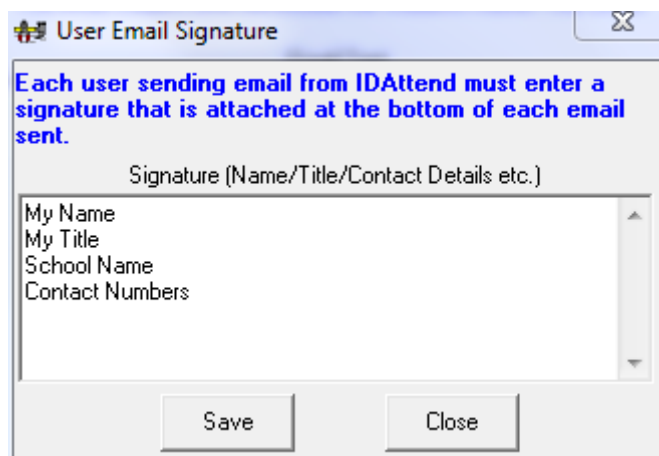 User Email Signature
Each user sending email from IDAttend must enter a
signature that is attached at the bottom of each email
sent.
Signature (Name/Title/Contact Details etc.)
My Name
My Title
School Name
Contact Numbers
Save Close